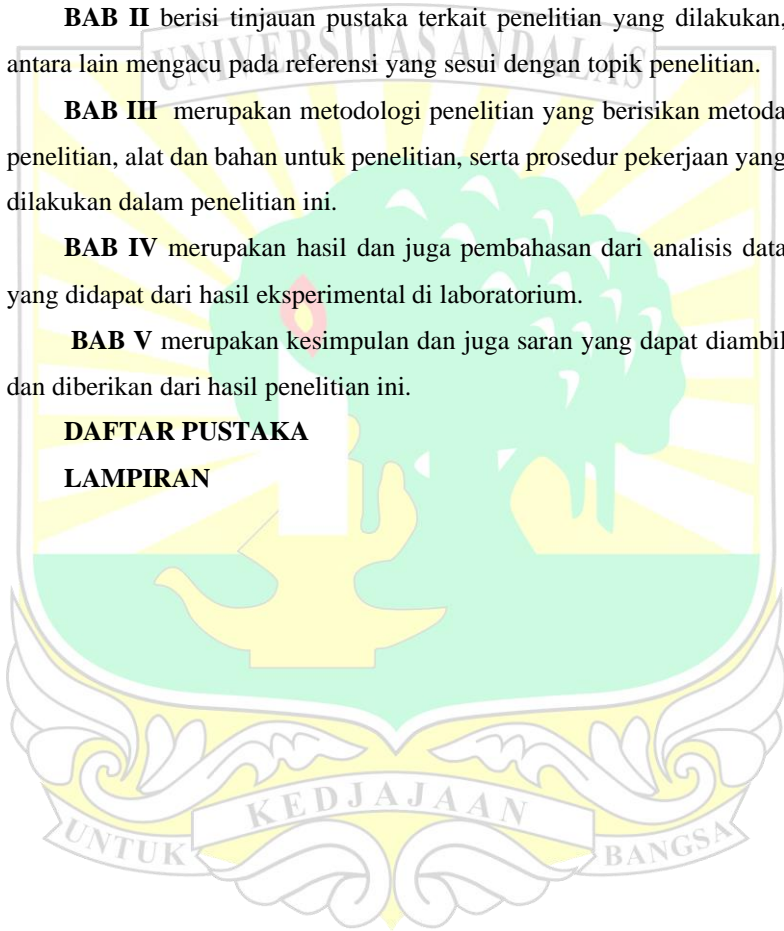 BAB II berisi tinjauan pustaka terkait penelitian yang dilakukan,
antara lain mengacu pada referensi yang sesui dengan topik penelitian.
BAB III merupakan metodologi penelitian yang berisikan metoda
penelitian, alat dan bahan untuk penelitian, serta prosedur pekerjaan yang
dilakukan dalam penelitian ini.
BAB IV merupakan hasil dan juga pembahasan dari analisis data
yang didapat dari hasil eksperimental di laboratorium.
BAB V merupakan kesimpulan dan juga saran yang dapat diambil
dan diberikan dari hasil penelitian ini.
DAFTAR PUSTAKA
LAMPIRAN
UNIVERSITAS ANDALAS
UNTUK KEDJAJAAN BANGSA